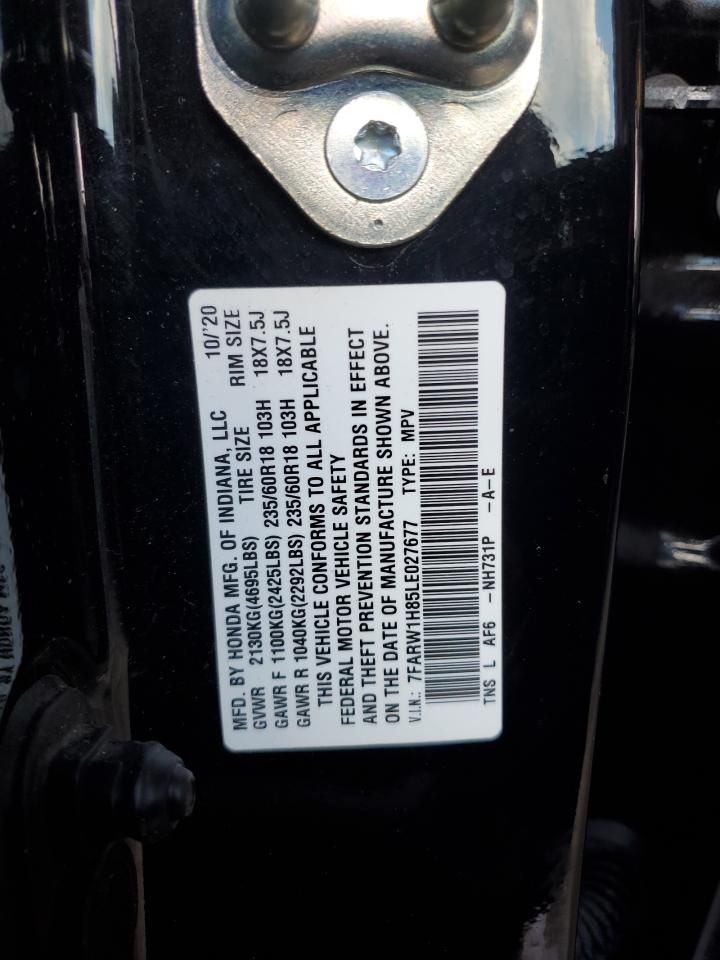 MFD. BY HONDA MFG. OF INDIANA, LLC 10/'20
GVWR 2130KG(4695LBS) TIRE SIZE RIM SIZE
GAWR F 1100KG(2425LBS) 235/60R18 103H 18X7.5J
GAWR R 1040KG(2292LBS) 235/60R18 103H 18X7.5J
THIS VEHICLE CONFORMS TO ALL APPLICABLE
FEDERAL MOTOR VEHICLE SAFETY
AND THEFT PREVENTION STANDARDS IN EFFECT
ON THE DATE OF MANUFACTURE SHOWN ABOVE.
V.I.N.: 7FARW1H85LE027677 TYPE: MPV
TNS L AF6 -NH731P -A-E